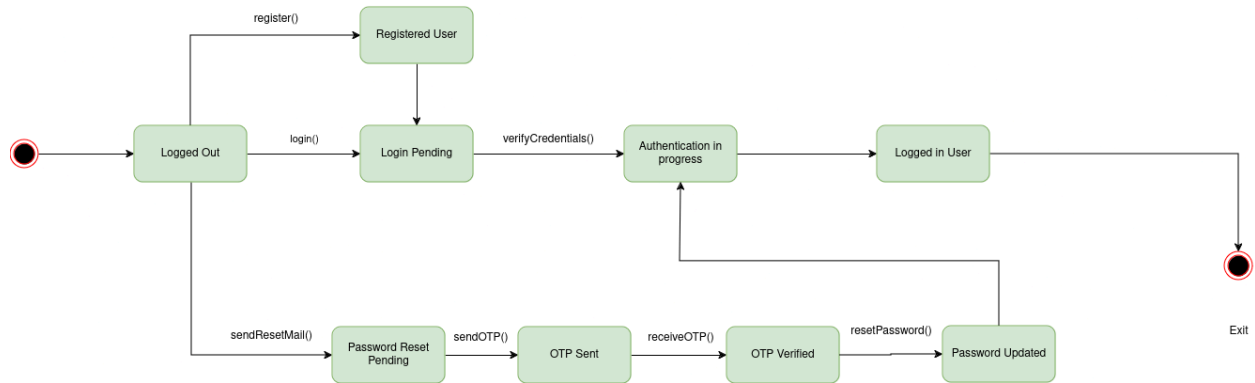 register()
Registered User
Logged Out
login()
Login Pending
verifyCredentials()
Authentication in
progress
Logged in User
sendResetMail()
Password Reset
Pending
sendOTP()
OTP Sent
receiveOTP()
OTP Verified
resetPassword()
Password Updated
Exit